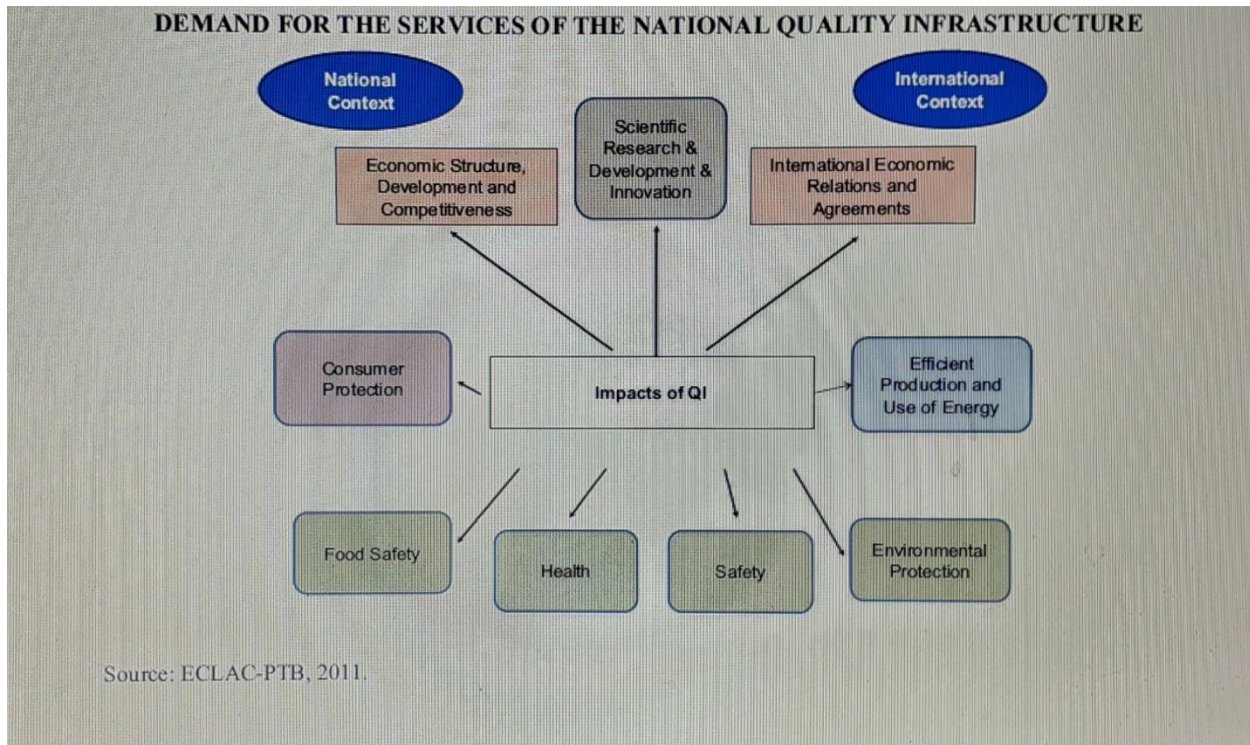 DEMAND FOR THE SERVICES OF THE NATIONAL QUALITY INFRASTRUCTURE
National
Context
International
Context
Scientific
Research &
Development &
Innovation
Economic Structure,
Development and
Competitiveness
International Economic
Relations and
Agreements
Consumer
Protection
Impacts of QI
Efficient
Production and
Use of Energy
Food Safety
Health
Safety
Environmental
Protection
Source: ECLAC-PTB, 2011.